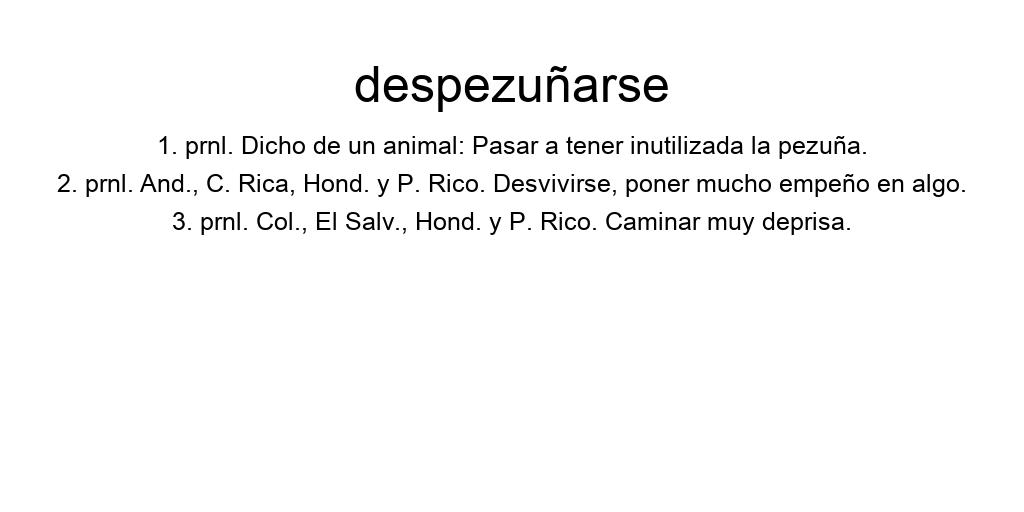 despezuñarse
1. prnl. Dicho de un animal: Pasar a tener inutilizada la pezuña.
2. prnl. And., C. Rica, Hond. y P. Rico. Desvivirse, poner mucho empeño en algo.
3. prnl. Col., El Salv., Hond. y P. Rico. Caminar muy deprisa.